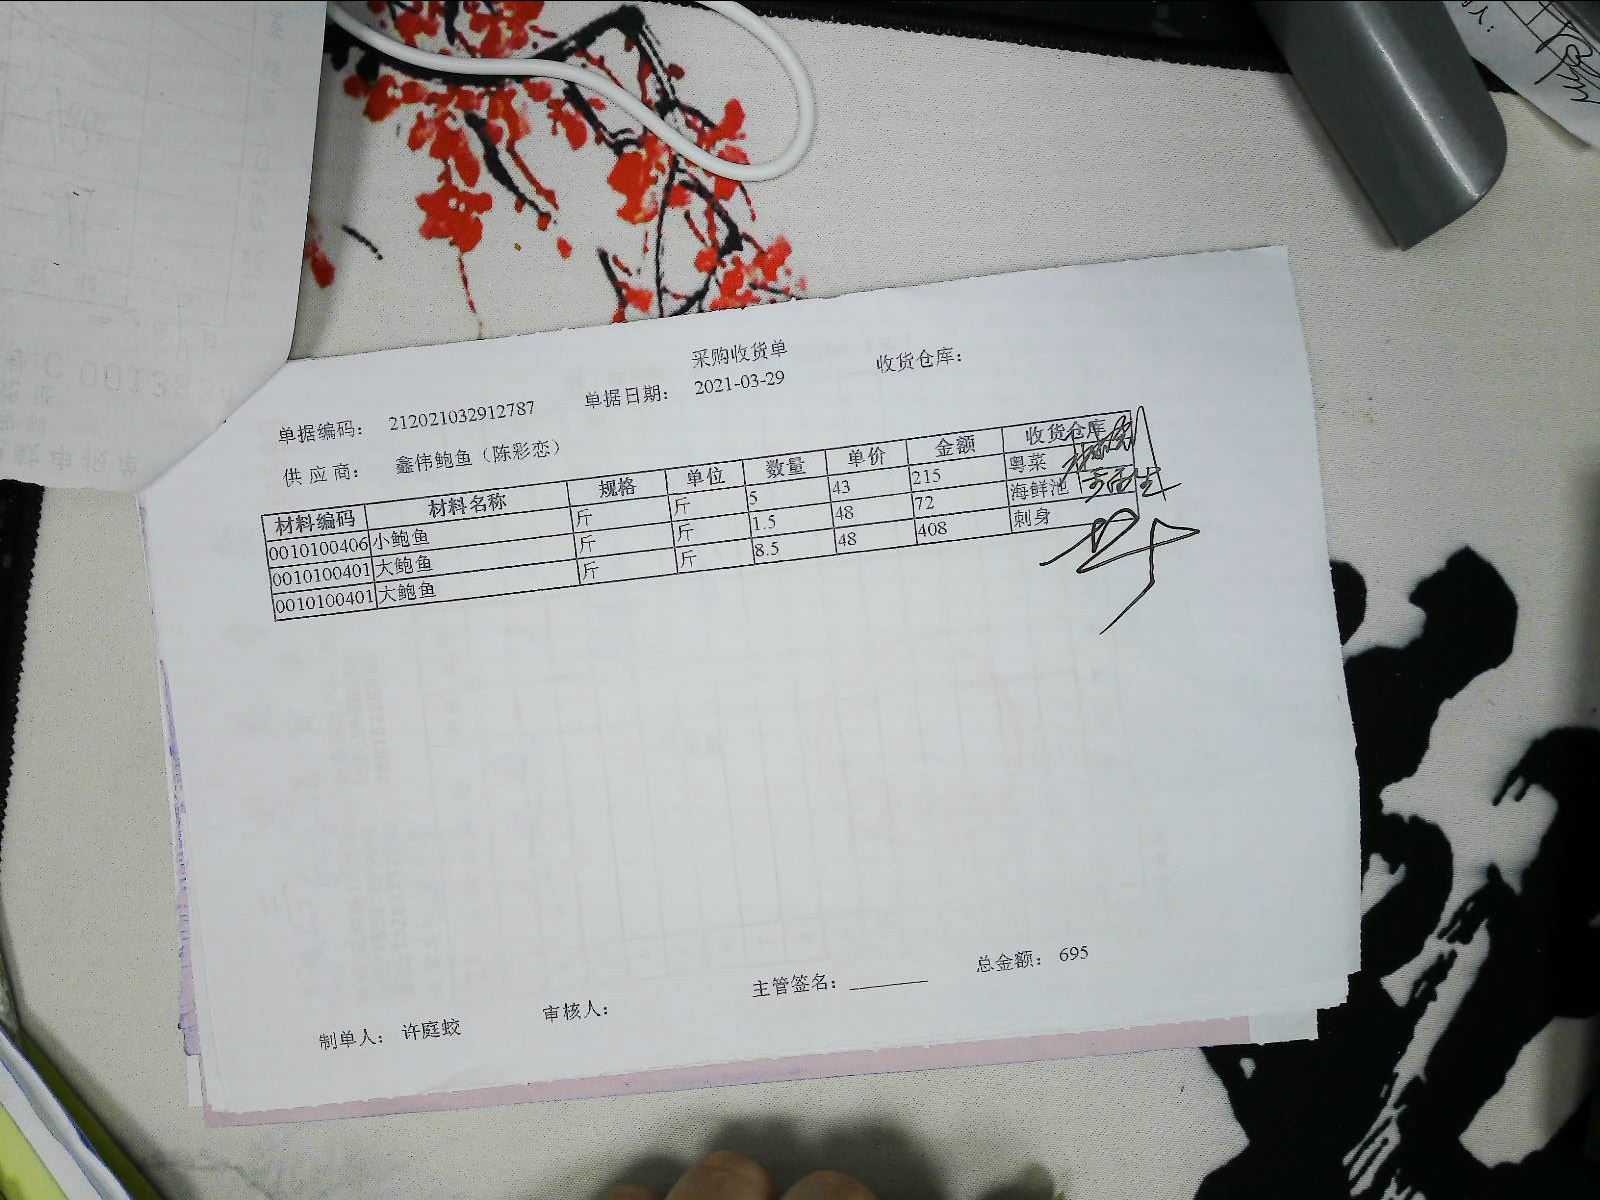 采购收货单
单据编码： 212021032912787 单据日期： 2021-03-29 收货仓库：
供 应 商： 鑫伟鲍鱼（陈彩恋）
材料编码 材料名称 规格 单位 数量 单价 金额 收货仓库
0010100406 小鲍鱼 斤 斤 5 43 215 粤菜
0010100401 大鲍鱼 斤 斤 1.5 48 72 海鲜池
0010100401 大鲍鱼 斤 斤 8.5 48 408 刺身
制单人： 许庭蛟 审核人： 主管签名：________ 总金额： 695